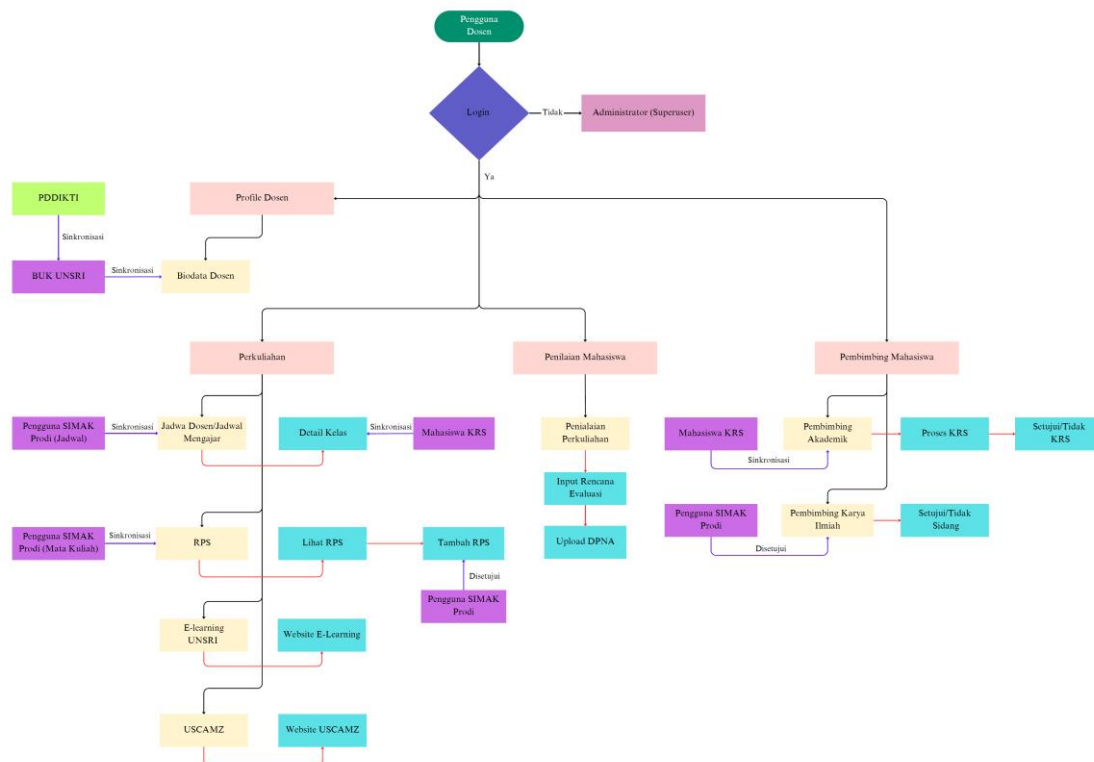 Pengguna
Dosen
Login
Tidak
Administrator (Superuser)
Ya
PDDIKTI
Profile Dosen
Sinkronisasi
BUK UNSRI
Sinkronisasi
Biodata Dosen
Perkuliahan
Penilaian Mahasiswa
Pembimbing Mahasiswa
Pengguna SIMAK
Prodi (Jadwal)
Sinkronisasi
Jadwa Dosen/Jadwal
Mengajar
Detail Kelas
Sinkronisasi
Mahasiswa KRS
Penialaian
Perkuliahan
Mahasiswa KRS
Sinkronisasi
Pembimbing
Akademik
Proses KRS
Setujui/Tidak
KRS
Input Rencana
Evaluasi
Pengguna SIMAK
Prodi
Disetujui
Pembimbing Karya
Ilmiah
Setujui/Tidak
Sidang
Pengguna SIMAK
Prodi (Mata Kuliah)
Sinkronisasi
RPS
Lihat RPS
Tambah RPS
Upload DPNA
Disetujui
Pengguna SIMAK
Prodi
E-learning
UNSRI
Website E-Learning
USCAMZ
Website USCAMZ